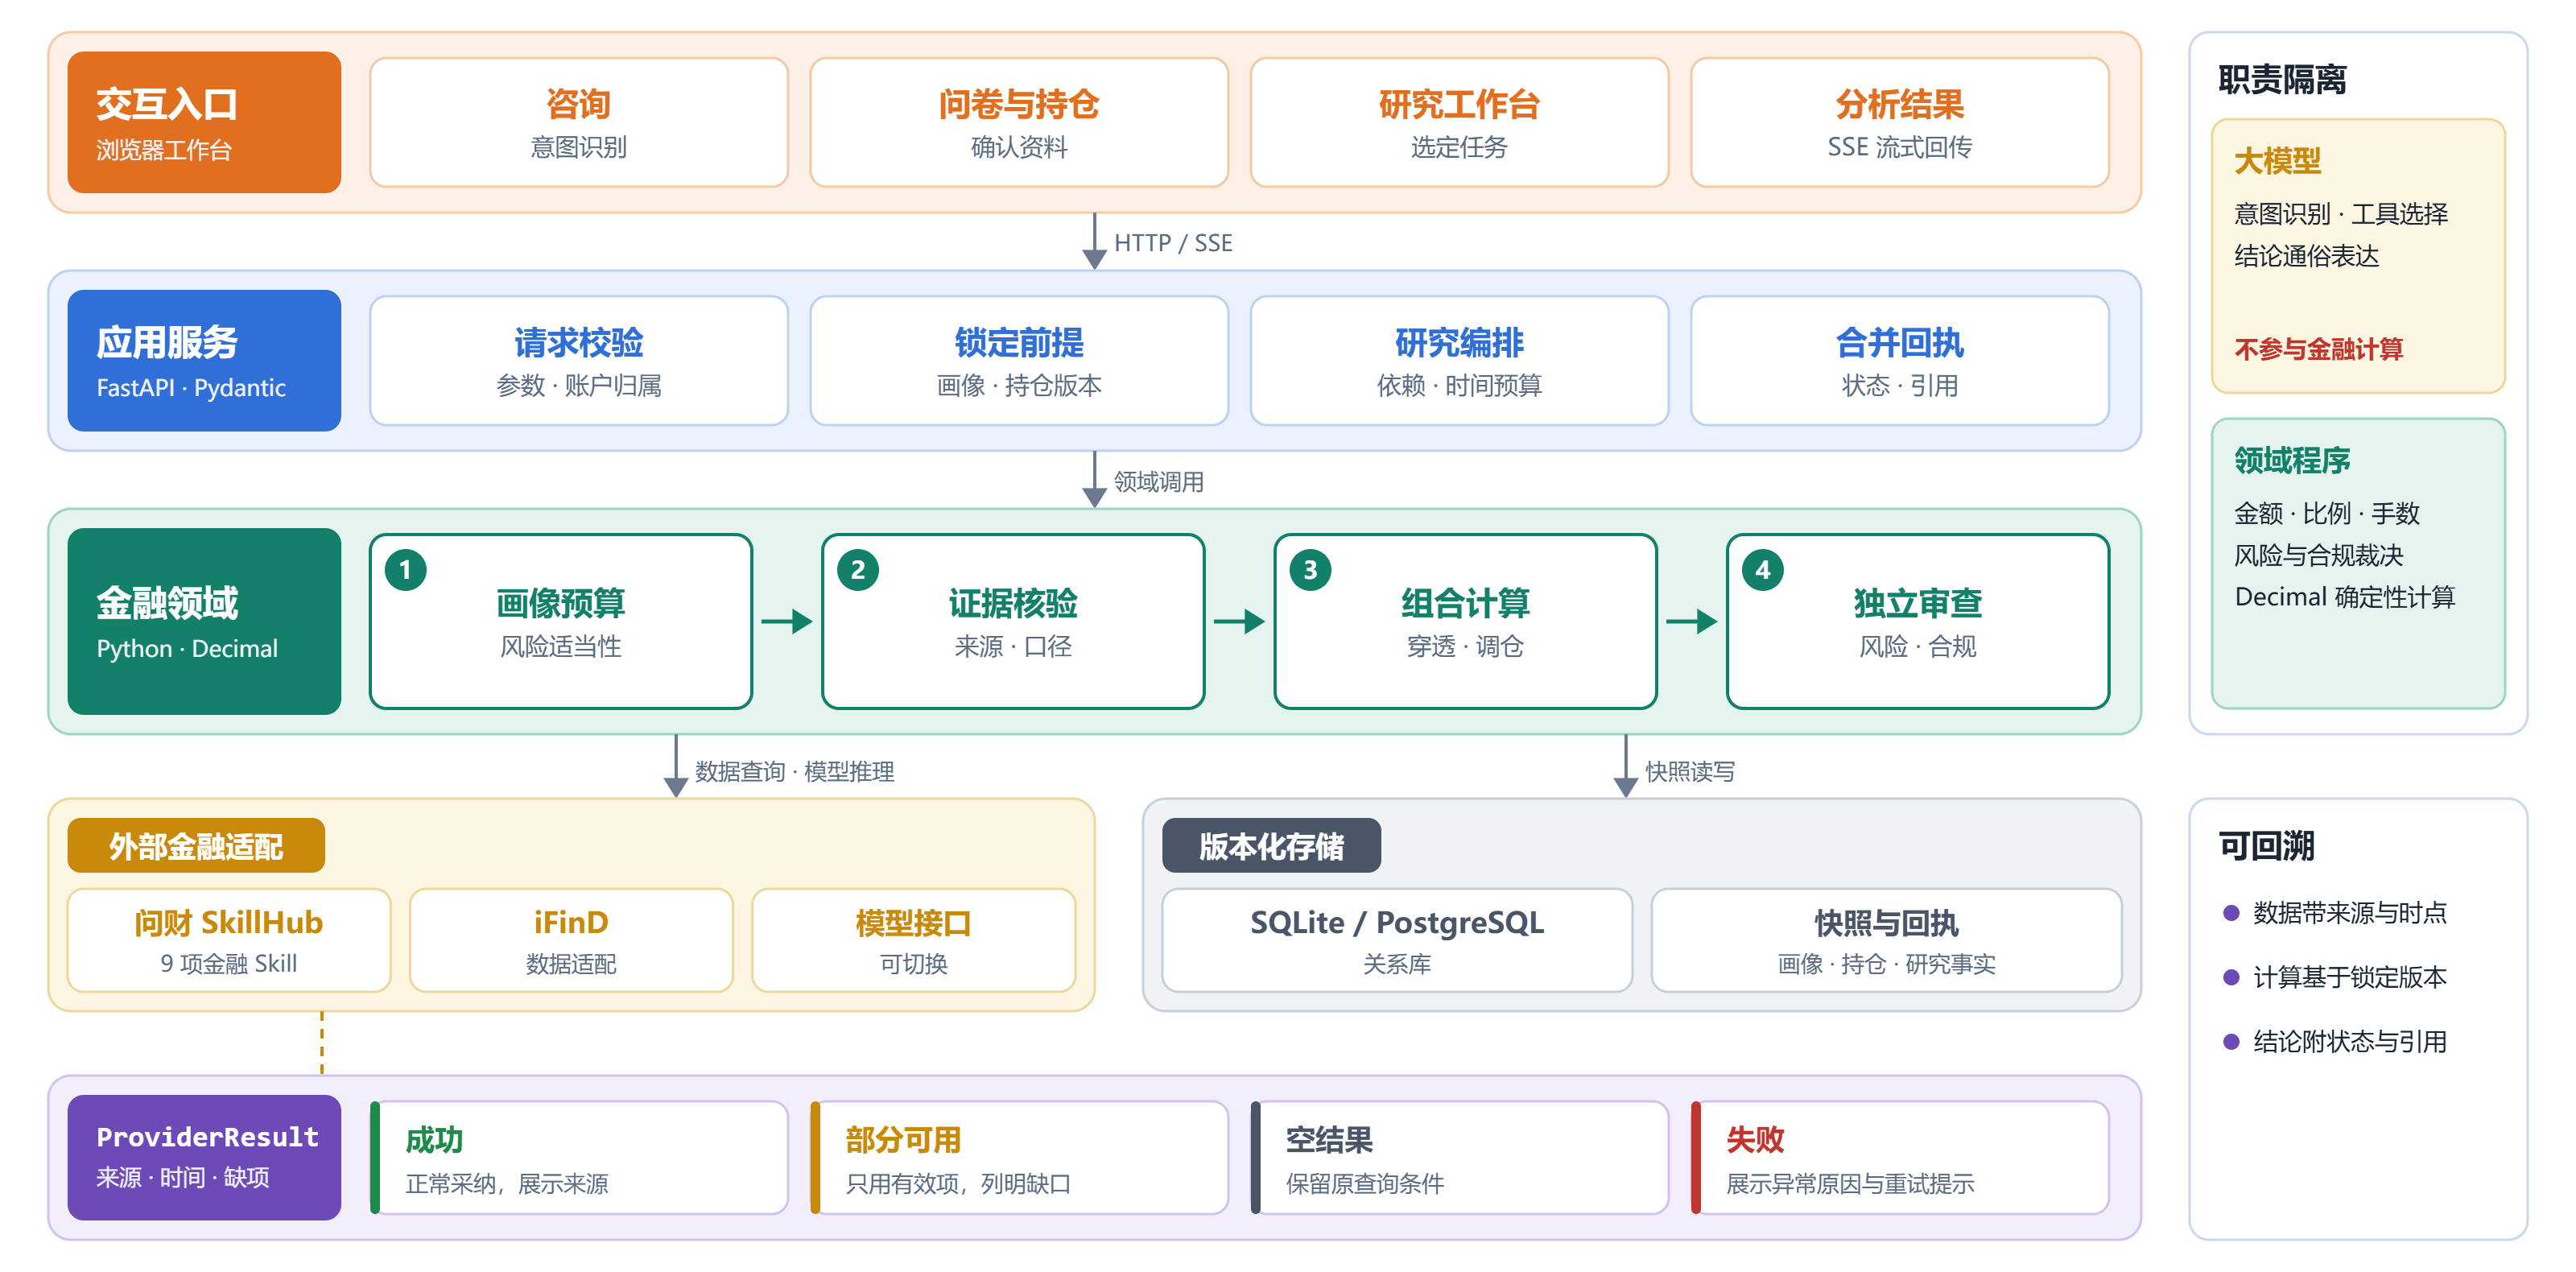 交互入口
浏览器工作台
咨询
意图识别
问卷与持仓
确认资料
研究工作台
选定任务
分析结果
SSE 流式回传
HTTP / SSE
应用服务
FastAPI · Pydantic
请求校验
参数 · 账户归属
锁定前提
画像 · 持仓版本
研究编排
依赖 · 时间预算
合并回执
状态 · 引用
领域调用
金融领域
Python · Decimal
1
画像预算
风险适当性
2
证据核验
来源 · 口径
3
组合计算
穿透 · 调仓
4
独立审查
风险 · 合规
数据查询 · 模型推理
快照读写
外部金融适配
问财 SkillHub
9 项金融 Skill
iFinD
数据适配
模型接口
可切换
版本化存储
SQLite / PostgreSQL
关系库
快照与回执
画像 · 持仓 · 研究事实
ProviderResult
来源 · 时间 · 缺项
成功
正常采纳，展示来源
部分可用
只用有效项，列明缺口
空结果
保留原查询条件
失败
展示异常原因与重试提示
职责隔离
大模型
意图识别 · 工具选择
结论通俗表达
不参与金融计算
领域程序
金额 · 比例 · 手数
风险与合规裁决
Decimal 确定性计算
可回溯
数据带来源与时点
计算基于锁定版本
结论附状态与引用